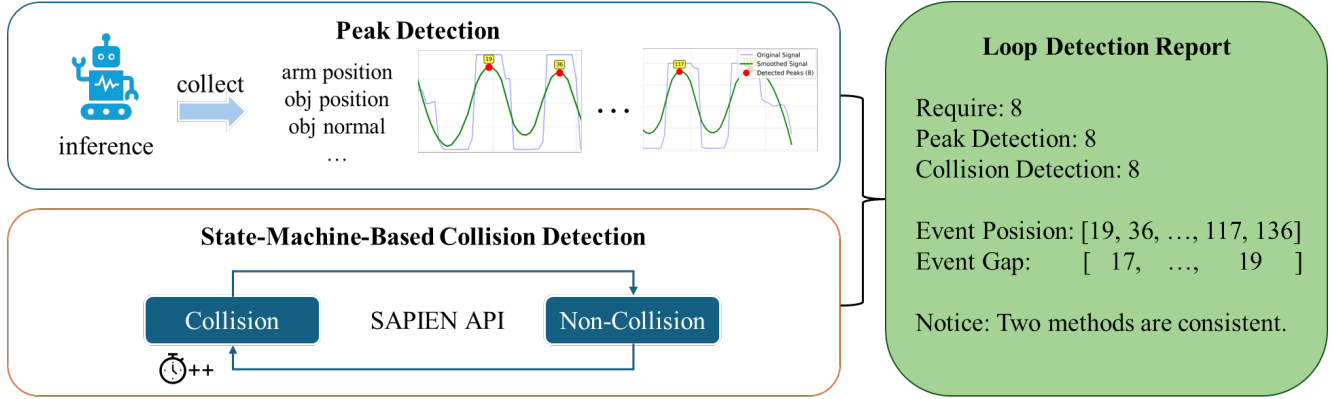 Peak Detection
inference
collect
arm position
obj position
obj normal
…
19
36
…
117
Original Signal
Smoothed Signal
Detected Peaks (8)
State-Machine-Based Collision Detection
Collision
SAPIEN API
Non-Collision
++
Loop Detection Report
Require: 8
Peak Detection: 8
Collision Detection: 8
Event Posision: [19, 36, …, 117, 136]
Event Gap: [ 17, …, 19 ]
Notice: Two methods are consistent.